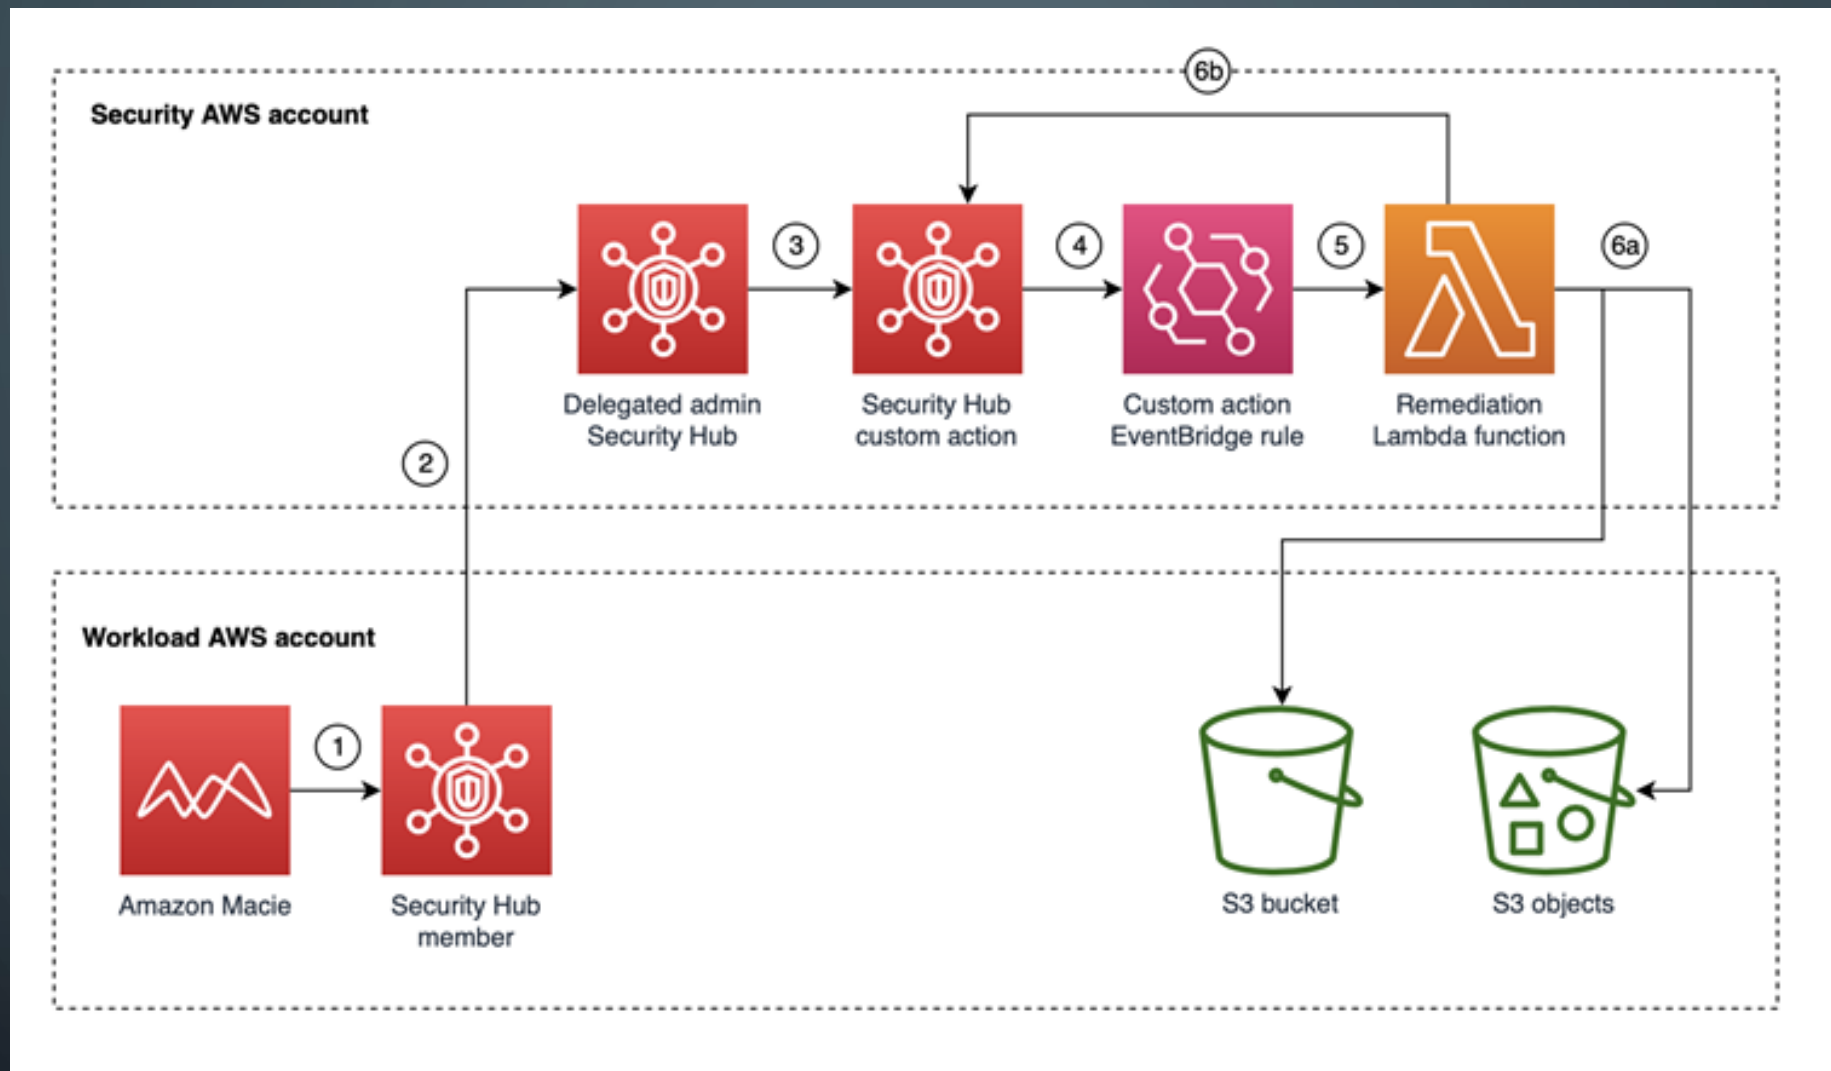 6b
Security AWS account
3
4
5
6a
Delegated admin
Security Hub
Security Hub
custom action
Custom action
EventBridge rule
Remediation
Lambda function
2
Workload AWS account
1
Amazon Macie
Security Hub
member
S3 bucket
S3 objects